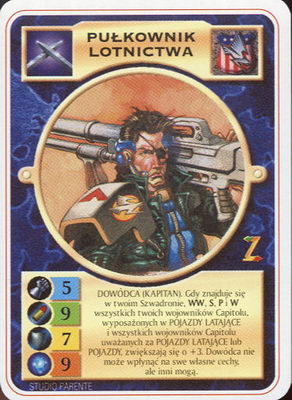 PUŁKOWNIK
LOTNICTWA
5
9
7
9
DOWÓDCA (KAPITAN). Gdy znajduje się
w twoim Szwadronie, WW, S, P i W
wszystkich twoich wojowników Capitolu,
wyposażonych w POJAZDY LATAJĄCE
i wszystkich wojowników Capitolu
uważanych za POJAZDY LATAJĄCE lub
POJAZDY, zwiększają się o +3. Dowódca nie
może wpłynąć na swe własne cechy,
ale inni mogą.
STUDIO PARENTE